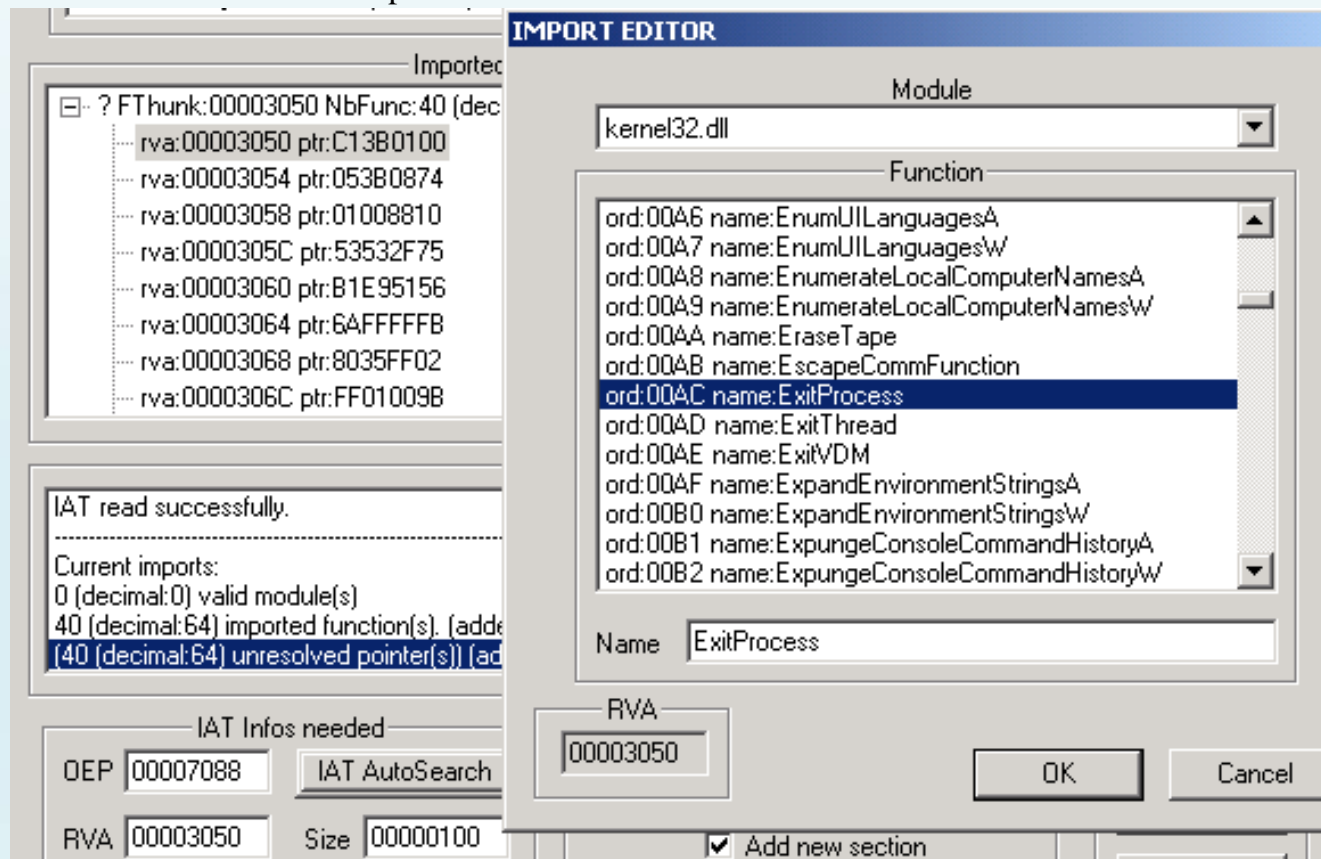 IMPORT EDITOR
Imported
? FThunk:00003050 NbFunc:40 (dec
rva:00003050 ptr:C13B0100
rva:00003054 ptr:053B0874
rva:00003058 ptr:01008810
rva:0000305C ptr:53532F75
rva:00003060 ptr:B1E95156
rva:00003064 ptr:6AFFFFFB
rva:00003068 ptr:8035FF02
rva:0000306C ptr:FF01009B
IAT read successfully.
Current imports:
0 (decimal:0) valid module(s)
40 (decimal:64) imported function(s). (adde
(40 (decimal:64) unresolved pointer(s)) (ad
IAT Infos needed
OEP 00007088 IAT AutoSearch
RVA 00003050 Size 00000100
Module
kernel32.dll
Function
ord:00A6 name:EnumUILanguagesA
ord:00A7 name:EnumUILanguagesW
ord:00A8 name:EnumerateLocalComputerNamesA
ord:00A9 name:EnumerateLocalComputerNamesW
ord:00AA name:EraseTape
ord:00AB name:EscapeCommFunction
ord:00AC name:ExitProcess
ord:00AD name:ExitThread
ord:00AE name:ExitVDM
ord:00AF name:ExpandEnvironmentStringsA
ord:00B0 name:ExpandEnvironmentStringsW
ord:00B1 name:ExpungeConsoleCommandHistoryA
ord:00B2 name:ExpungeConsoleCommandHistoryW
Name ExitProcess
RVA
00003050
OK Cancel
Add new section